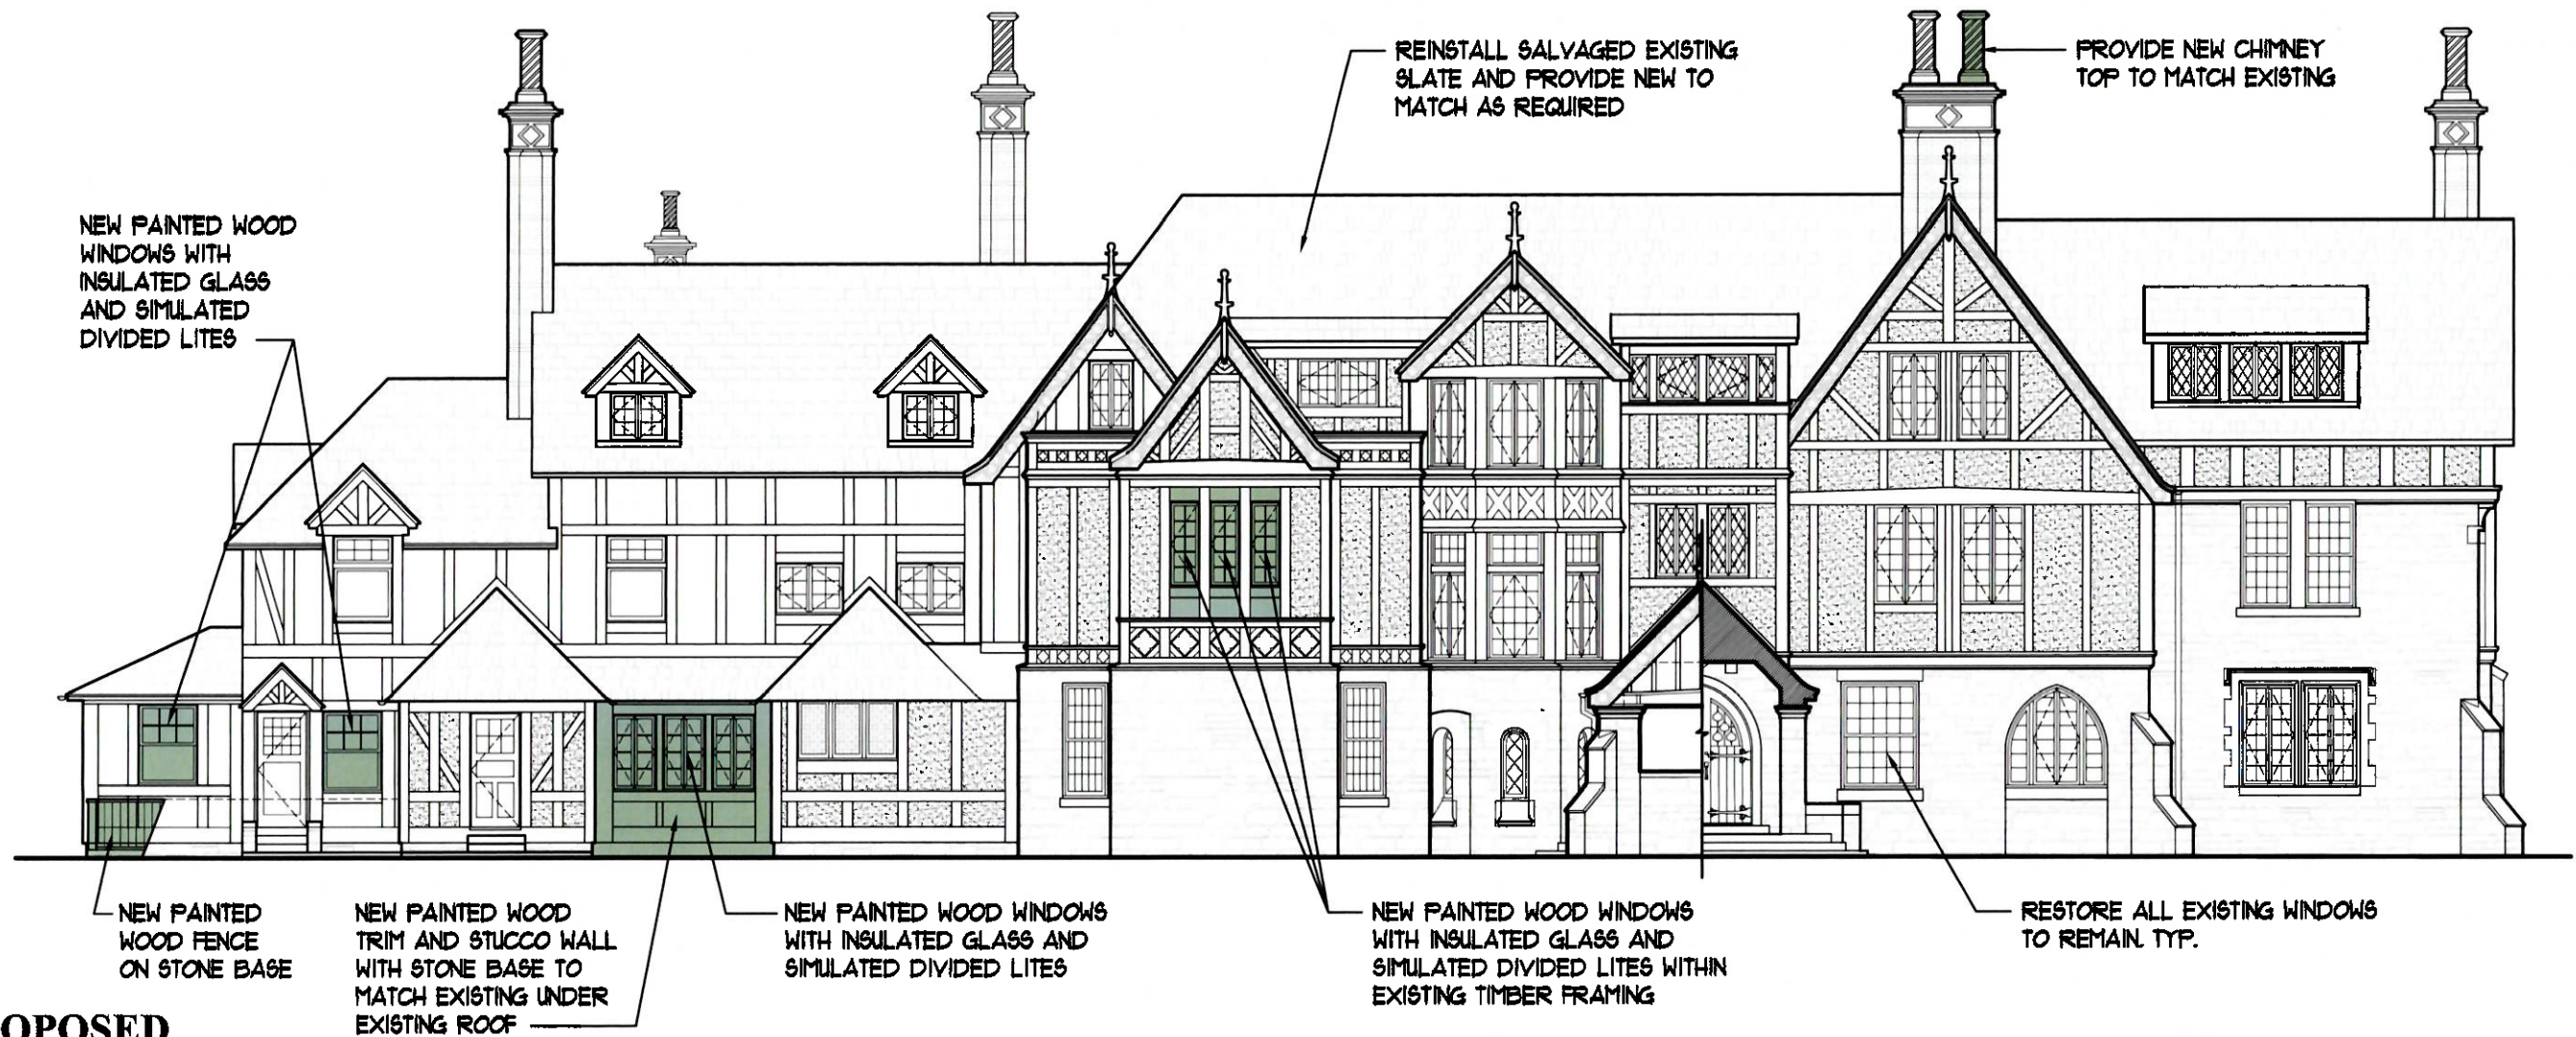 REINSTALL SALVAGED EXISTING
SLATE AND PROVIDE NEW TO
MATCH AS REQUIRED
PROVIDE NEW CHIMNEY
TOP TO MATCH EXISTING
NEW PAINTED WOOD
WINDOWS WITH
INSULATED GLASS
AND SIMULATED
DIVIDED LITES
NEW PAINTED
WOOD FENCE
ON STONE BASE
NEW PAINTED WOOD
TRIM AND STUCCO WALL
WITH STONE BASE TO
MATCH EXISTING UNDER
EXISTING ROOF
NEW PAINTED WOOD WINDOWS
WITH INSULATED GLASS AND
SIMULATED DIVIDED LITES
NEW PAINTED WOOD WINDOWS
WITH INSULATED GLASS AND
SIMULATED DIVIDED LITES WITHIN
EXISTING TIMBER FRAMING
RESTORE ALL EXISTING WINDOWS
TO REMAIN. TYP.
OPOSED